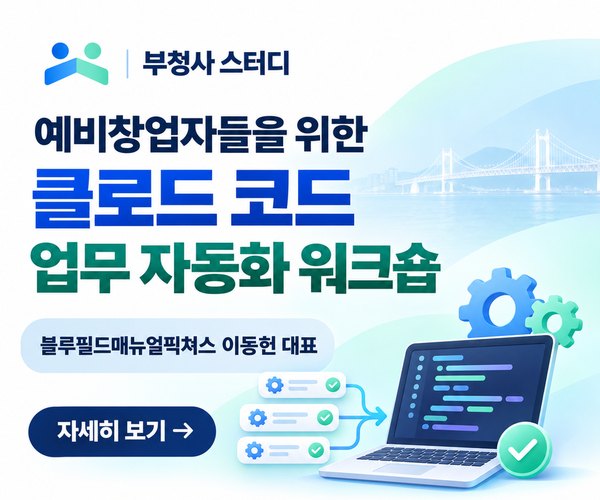 부청사 스터디
예비창업자들을 위한
클로드 코드
업무 자동화 워크숍
블루필드매뉴얼픽쳐스 이동헌 대표
자세히 보기 →